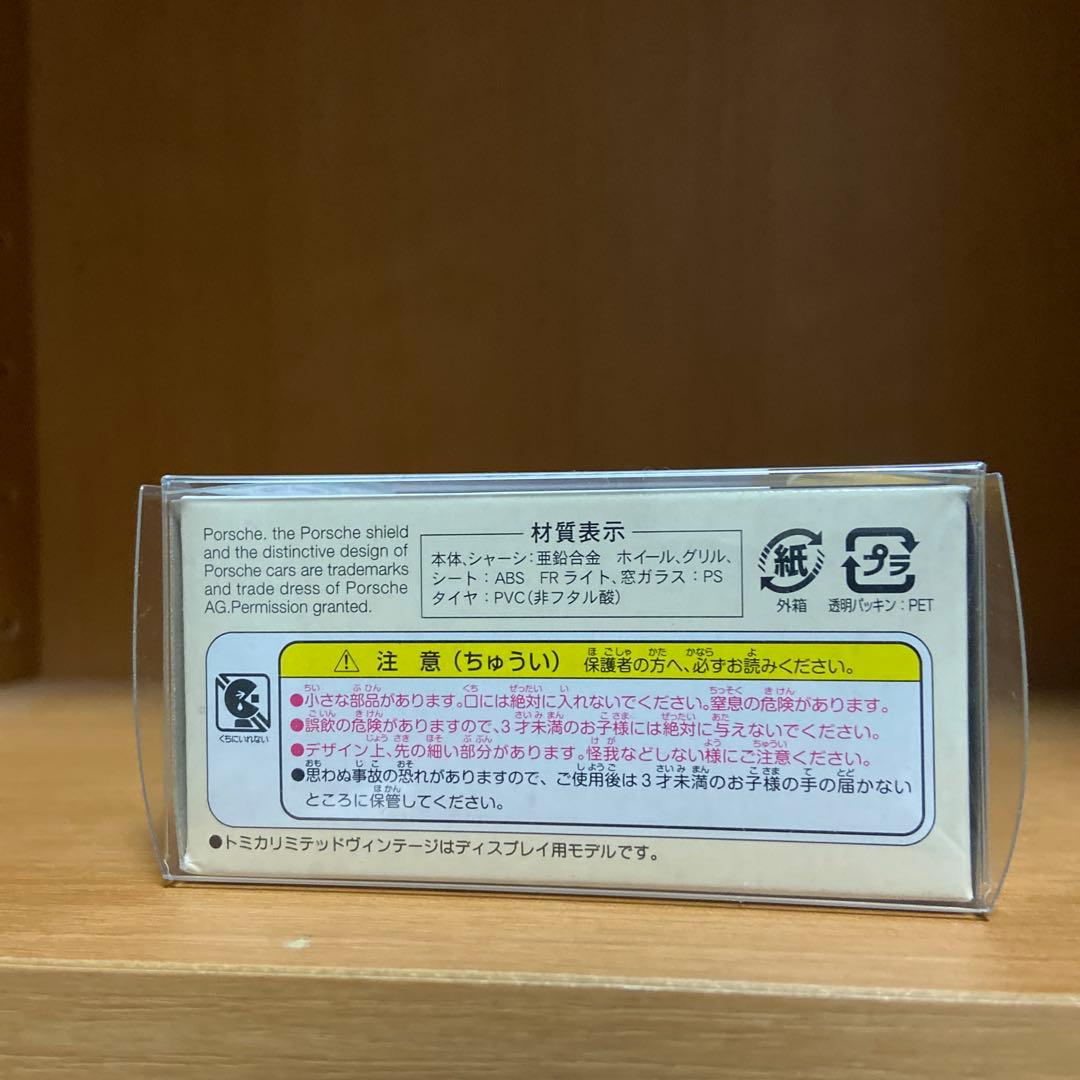 Porsche. the Porsche shield
and the distinctive design of
Porsche cars are trademarks
and trade dress of Porsche
AG.Permission granted.
材質表示
本体、シャーシ：亜鉛合金　ホイール、グリル、
シート：ABS　FRライト、窓ガラス：PS
タイヤ：PVC（非フタル酸）
紙
外箱
プラ
透明パッキン：PET
くちにいれない
⚠ 注 意（ちゅうい）　保護者の方へ、必ずお読みください。
●小さな部品があります。口には絶対に入れないでください。窒息の危険があります。
●誤飲の危険がありますので、3才未満のお子様には絶対に与えないでください。
●デザイン上、先の細い部分があります。怪我などしない様にご注意ください。
●思わぬ事故の恐れがありますので、ご使用後は3才未満のお子様の手の届かない
ところに保管してください。
●トミカリミテッドヴィンテージはディスプレイ用モデルです。